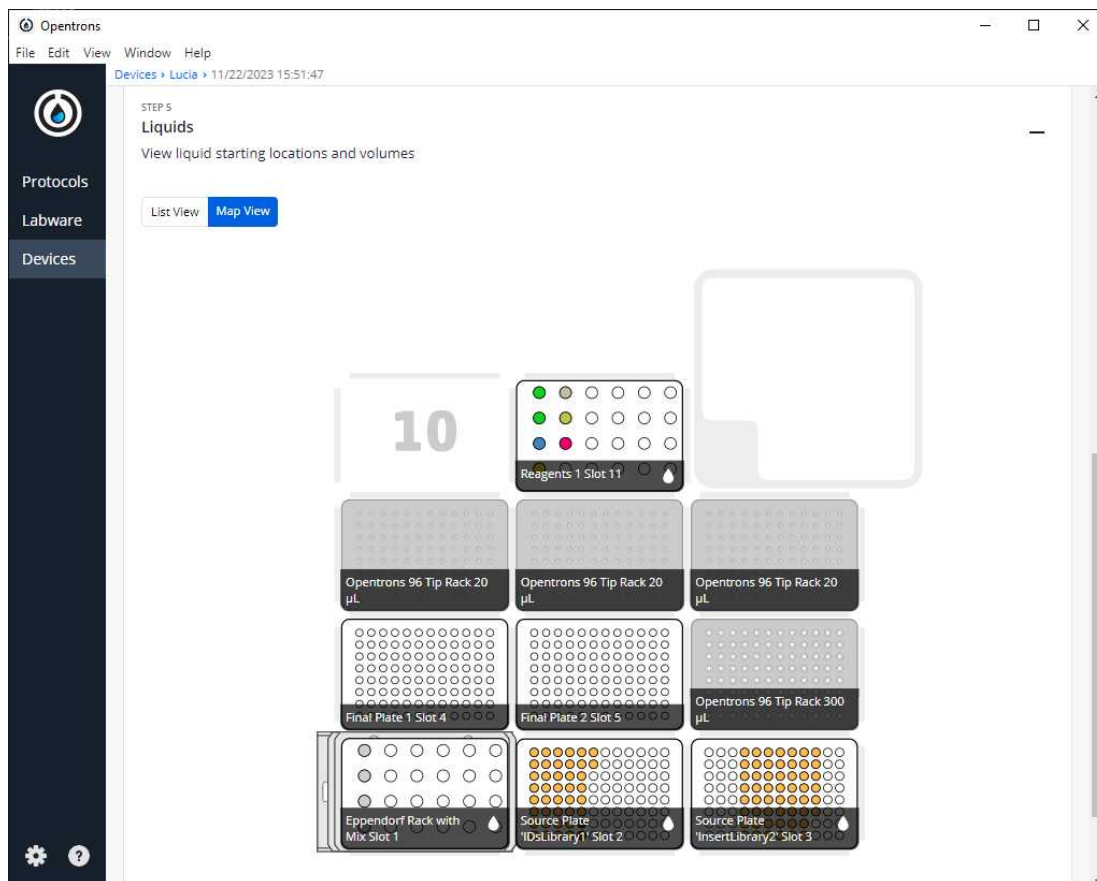 Opentrons
File Edit View Window Help
Devices › Lucia › 11/22/2023 15:51:47
STEP 5
Liquids
View liquid starting locations and volumes
Protocols
Labware
Devices
List View
Map View
10
Reagents 1 Slot 11
Opentrons 96 Tip Rack 20
µL
Opentrons 96 Tip Rack 20
µL
Opentrons 96 Tip Rack 20
µL
Final Plate 1 Slot 4
Final Plate 2 Slot 5
Opentrons 96 Tip Rack 300
µL
Eppendorf Rack with
Mix Slot 1
Source Plate
'IDsLibrary1' Slot 2
Source Plate
'InsertLibrary2' Slot 3
?